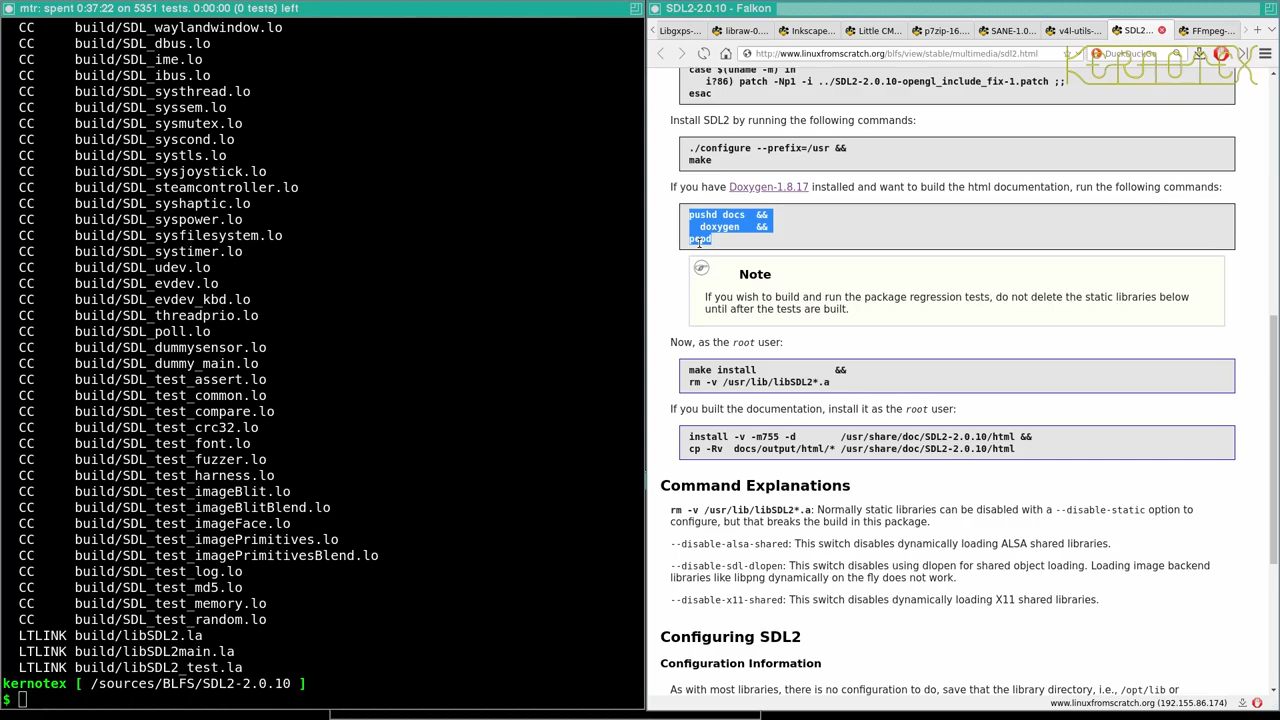 mtr: spent 0:37:22 on 5351 tests. 0:00:00 (0 tests) left
CC build/SDL_waylandwindow.lo
CC build/SDL_dbus.lo
CC build/SDL_ime.lo
CC build/SDL_ibus.lo
CC build/SDL_systhread.lo
CC build/SDL_syssem.lo
CC build/SDL_sysmutex.lo
CC build/SDL_syscond.lo
CC build/SDL_systls.lo
CC build/SDL_sysjoystick.lo
CC build/SDL_steamcontroller.lo
CC build/SDL_syshaptic.lo
CC build/SDL_syspower.lo
CC build/SDL_sysfilesystem.lo
CC build/SDL_systimer.lo
CC build/SDL_udev.lo
CC build/SDL_evdev.lo
CC build/SDL_evdev_kbd.lo
CC build/SDL_threadprio.lo
CC build/SDL_poll.lo
CC build/SDL_dummysensor.lo
CC build/SDL_dummy_main.lo
CC build/SDL_test_assert.lo
CC build/SDL_test_common.lo
CC build/SDL_test_compare.lo
CC build/SDL_test_crc32.lo
CC build/SDL_test_font.lo
CC build/SDL_test_fuzzer.lo
CC build/SDL_test_harness.lo
CC build/SDL_test_imageBlit.lo
CC build/SDL_test_imageBlitBlend.lo
CC build/SDL_test_imageFace.lo
CC build/SDL_test_imagePrimitives.lo
CC build/SDL_test_imagePrimitivesBlend.lo
CC build/SDL_test_log.lo
CC build/SDL_test_md5.lo
CC build/SDL_test_memory.lo
CC build/SDL_test_random.lo
LTLINK build/libSDL2.la
LTLINK build/libSDL2main.la
LTLINK build/libSDL2_test.la
kernotex [ /sources/BLFS/SDL2-2.0.10 ]
$
SDL2-2.0.10 - Falkon
Libgxps-... libraw-0.... Inkscape... Little CM... p7zip-16.... SANE-1.0... v4l-utils-... SDL2... FFmpeg-...
http://www.linuxfromscratch.org/blfs/view/stable/multimedia/sdl2.html DuckDuckGo
KERNOTEX
case $(uname -m) in
i?86) patch -Np1 -i ../SDL2-2.0.10-opengl_include_fix-1.patch ;;
esac
Install SDL2 by running the following commands:
./configure --prefix=/usr &&
make
If you have Doxygen-1.8.17 installed and want to build the html documentation, run the following commands:
pushd docs &&
doxygen &&
popd
Note
If you wish to build and run the package regression tests, do not delete the static libraries below
until after the tests are built.
Now, as the root user:
make install &&
rm -v /usr/lib/libSDL2*.a
If you built the documentation, install it as the root user:
install -v -m755 -d /usr/share/doc/SDL2-2.0.10/html &&
cp -Rv docs/output/html/* /usr/share/doc/SDL2-2.0.10/html
Command Explanations
rm -v /usr/lib/libSDL2*.a: Normally static libraries can be disabled with a --disable-static option to
configure, but that breaks the build in this package.
--disable-alsa-shared: This switch disables dynamically loading ALSA shared libraries.
--disable-sdl-dlopen: This switch disables using dlopen for shared object loading. Loading image backend
libraries like libpng dynamically on the fly does not work.
--disable-x11-shared: This switch disables dynamically loading X11 shared libraries.
Configuring SDL2
Configuration Information
As with most libraries, there is no configuration to do, save that the library directory, i.e., /opt/lib or
www.linuxfromscratch.org (192.155.86.174)